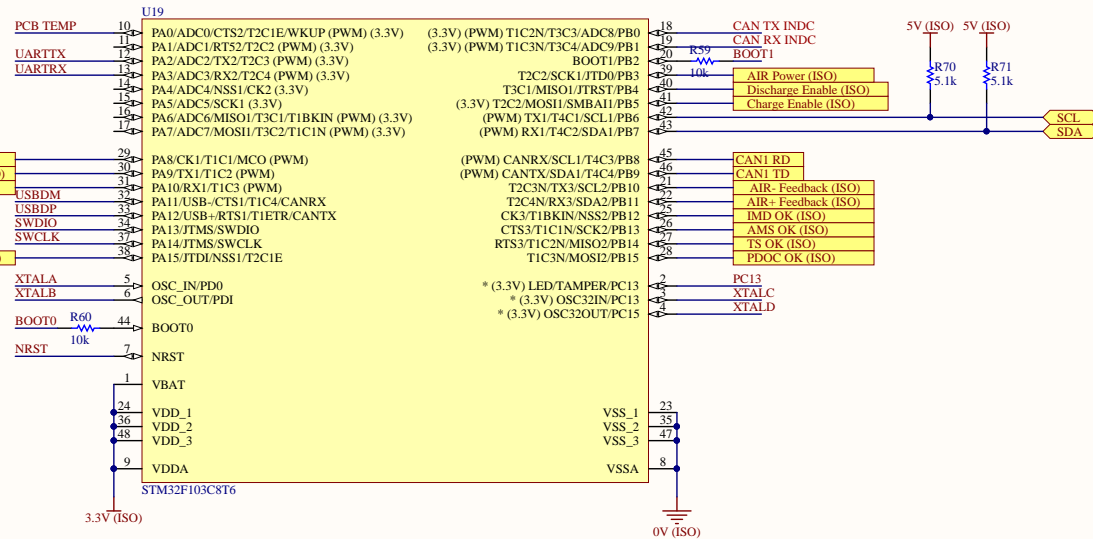 U19
PCB TEMP 10 PA0/ADC0/CTS2/T2C1E/WKUP (PWM) (3.3V) (3.3V) (PWM) T1C2N/T3C3/ADC8/PB0 18 CAN TX INDC 5V (ISO) 5V (ISO)
11 PA1/ADC1/RT52/T2C2 (PWM) (3.3V) (3.3V) (PWM) T1C3N/T3C4/ADC9/PB1 19 CAN RX INDC
UARTTX 12 PA2/ADC2/TX2/T2C3 (PWM) (3.3V) BOOT1/PB2 20 R59 10k BOOT1
UARTRX 13 PA3/ADC3/RX2/T2C4 (PWM) (3.3V) T2C2/SCK1/JTD0/PB3 39 AIR Power (ISO) R70 5.1k R71 5.1k
14 PA4/ADC4/NSS1/CK2 (3.3V) T3C1/MISO1/JTRST/PB4 40 Discharge Enable (ISO)
15 PA5/ADC5/SCK1 (3.3V) (3.3V) T2C2/MOSI1/SMBAI1/PB5 41 Charge Enable (ISO)
16 PA6/ADC6/MISO1/T3C1/T1BKIN (PWM) (3.3V) (PWM) TX1/T4C1/SCL1/PB6 42 SCL
17 PA7/ADC7/MOSI1/T3C2/T1C1N (PWM) (3.3V) (PWM) RX1/T4C2/SDA1/PB7 43 SDA
29 PA8/CK1/T1C1/MCO (PWM) (PWM) CANRX/SCL1/T4C3/PB8 45 CAN1 RD
) 30 PA9/TX1/T1C2 (PWM) (PWM) CANTX/SDA1/T4C4/PB9 46 CAN1 TD
31 PA10/RX1/T1C3 (PWM) T2C3N/TX3/SCL2/PB10 21 AIR- Feedback (ISO)
USBDM 32 PA11/USB-/CTS1/T1C4/CANRX T2C4N/RX3/SDA2/PB11 22 AIR+ Feedback (ISO)
USBDP 33 PA12/USB+/RTS1/T1ETR/CANTX CK3/T1BKIN/NSS2/PB12 25 IMD OK (ISO)
SWDIO 34 PA13/JTMS/SWDIO CTS3/T1C1N/SCK2/PB13 26 AMS OK (ISO)
SWCLK 37 PA14/JTMS/SWCLK RTS3/T1C2N/MISO2/PB14 27 TS OK (ISO)
) 38 PA15/JTDI/NSS1/T2C1E T1C3N/MOSI2/PB15 28 PDOC OK (ISO)
XTALA 5 OSC_IN/PD0 * (3.3V) LED/TAMPER/PC13 2 PC13
XTALB 6 OSC_OUT/PDI * (3.3V) OSC32IN/PC13 3 XTALC
* (3.3V) OSC32OUT/PC15 4 XTALD
BOOT0 R60 10k 44 BOOT0
NRST 7 NRST
1 VBAT
24 VDD_1 VSS_1 23
36 VDD_2 VSS_2 35
48 VDD_3 VSS_3 47
9 VDDA VSSA 8
STM32F103C8T6
3.3V (ISO) 0V (ISO)